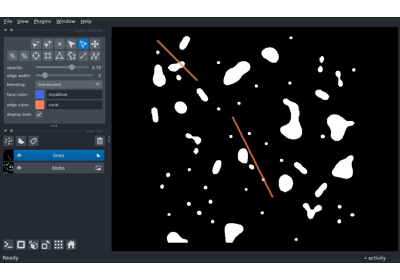 File View Plugins Window Help
opacity: 0.70
edge width: 5
blending: translucent
face color: royalblue
edge color: coral
display text: ✓
lines
blobs
Ready activity